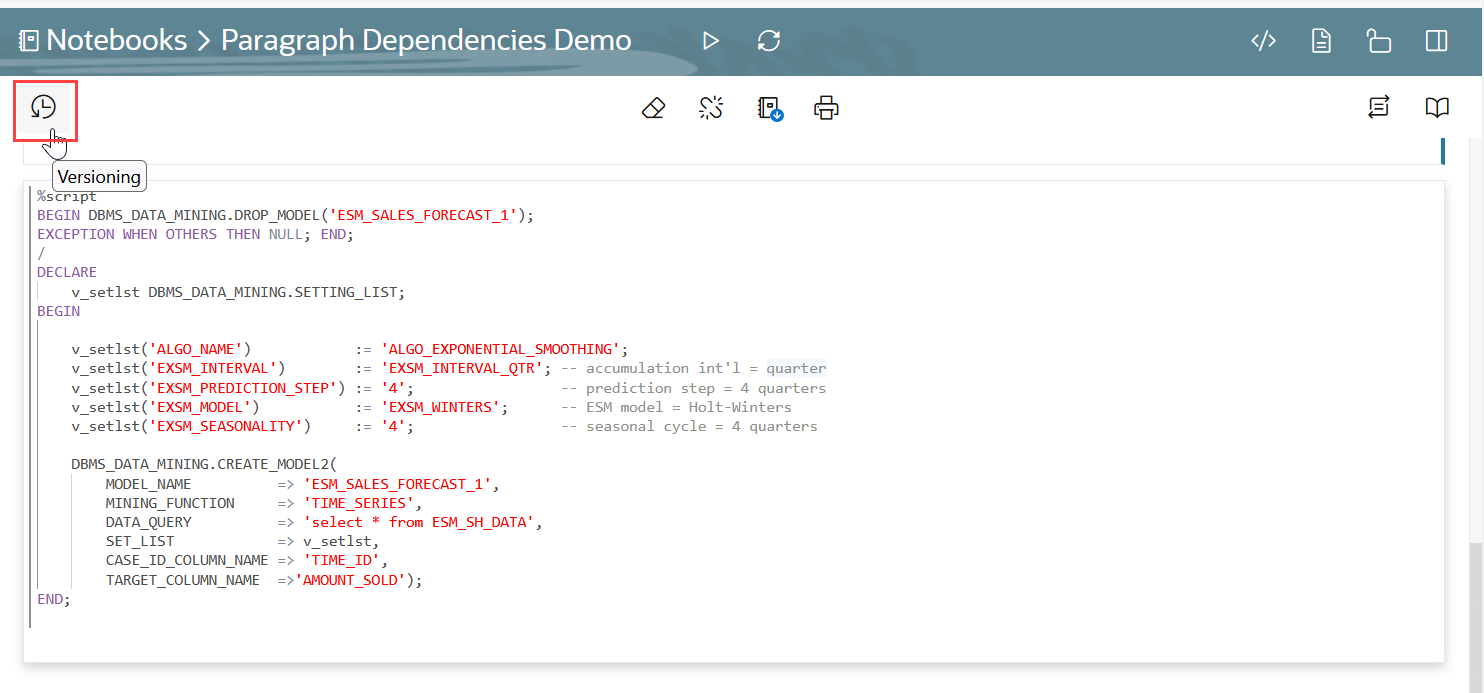 Notebooks > Paragraph Dependencies Demo
Versioning
%script
BEGIN DBMS_DATA_MINING.DROP_MODEL('ESM_SALES_FORECAST_1');
EXCEPTION WHEN OTHERS THEN NULL; END;
/
DECLARE
    v_setlst DBMS_DATA_MINING.SETTING_LIST;
BEGIN
    v_setlst('ALGO_NAME')            := 'ALGO_EXPONENTIAL_SMOOTHING';
    v_setlst('EXSM_INTERVAL')        := 'EXSM_INTERVAL_QTR'; -- accumulation int'l = quarter
    v_setlst('EXSM_PREDICTION_STEP') := '4';                 -- prediction step = 4 quarters
    v_setlst('EXSM_MODEL')           := 'EXSM_WINTERS';      -- ESM model = Holt-Winters
    v_setlst('EXSM_SEASONALITY')     := '4';                 -- seasonal cycle = 4 quarters
    DBMS_DATA_MINING.CREATE_MODEL2(
        MODEL_NAME          => 'ESM_SALES_FORECAST_1',
        MINING_FUNCTION     => 'TIME_SERIES',
        DATA_QUERY          => 'select * from ESM_SH_DATA',
        SET_LIST            => v_setlst,
        CASE_ID_COLUMN_NAME => 'TIME_ID',
        TARGET_COLUMN_NAME  =>'AMOUNT_SOLD');
END;